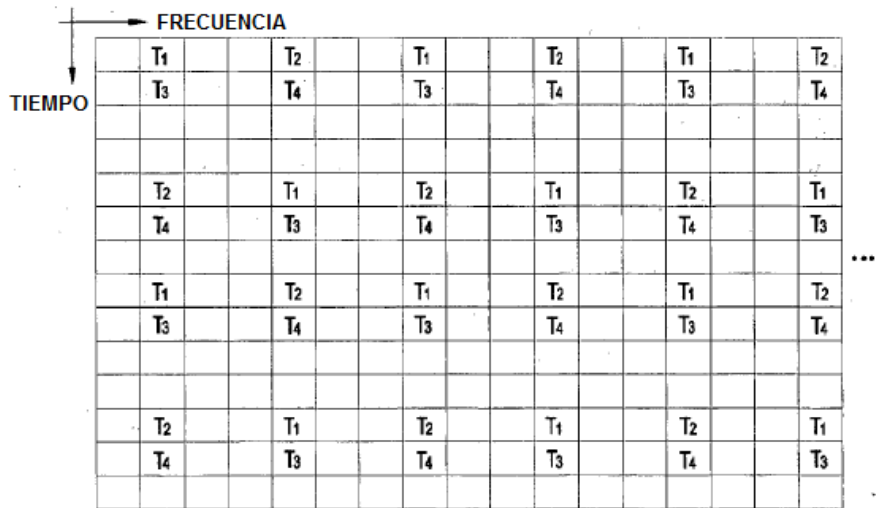 FRECUENCIA
T1 T2 T1 T2 T1 T2
TIEMPO T3 T4 T3 T4 T3 T4
T2 T1 T2 T1 T2 T1
T4 T3 T4 T3 T4 T3
...
T1 T2 T1 T2 T1 T2
T3 T4 T3 T4 T3 T4
T2 T1 T2 T1 T2 T1
T4 T3 T4 T3 T4 T3